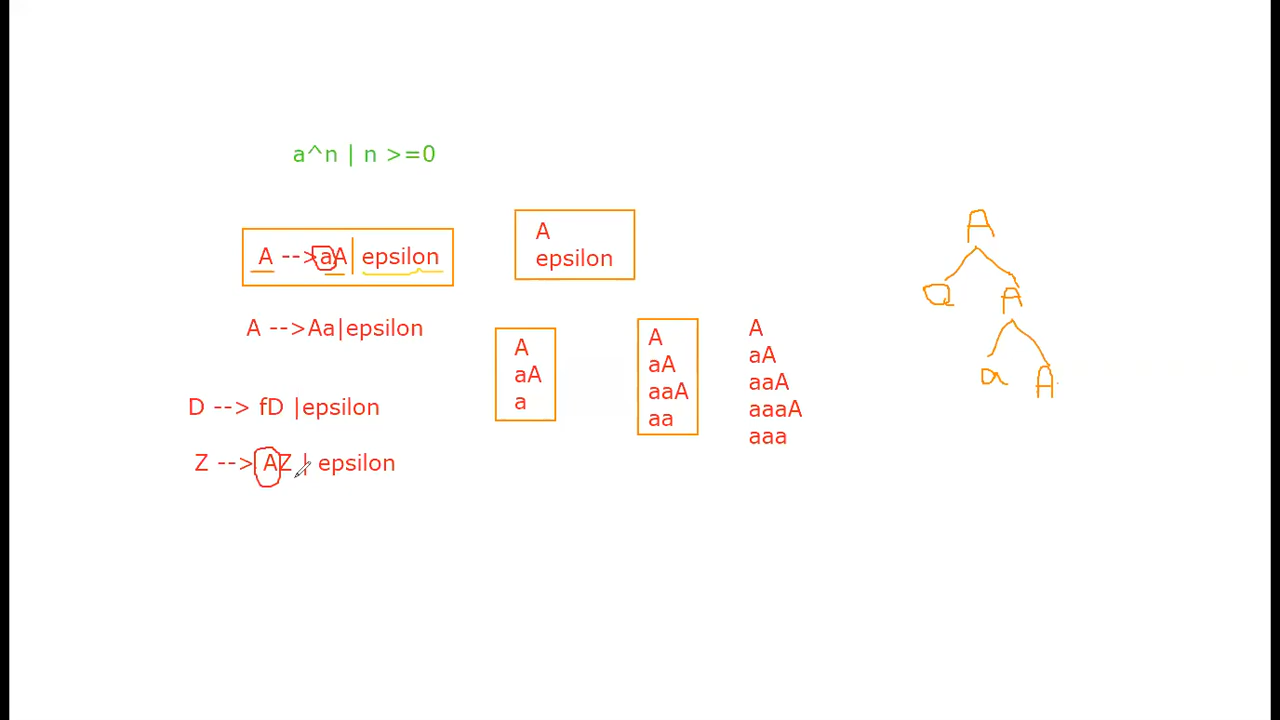 a^n | n >=0
A -->aA| epsilon
A -->Aa|epsilon
D --> fD |epsilon
Z --> AZ | epsilon
A
epsilon
A
aA
a
A
aA
aaA
aa
A
aA
aaA
aaaA
aaa
A
a A
a A